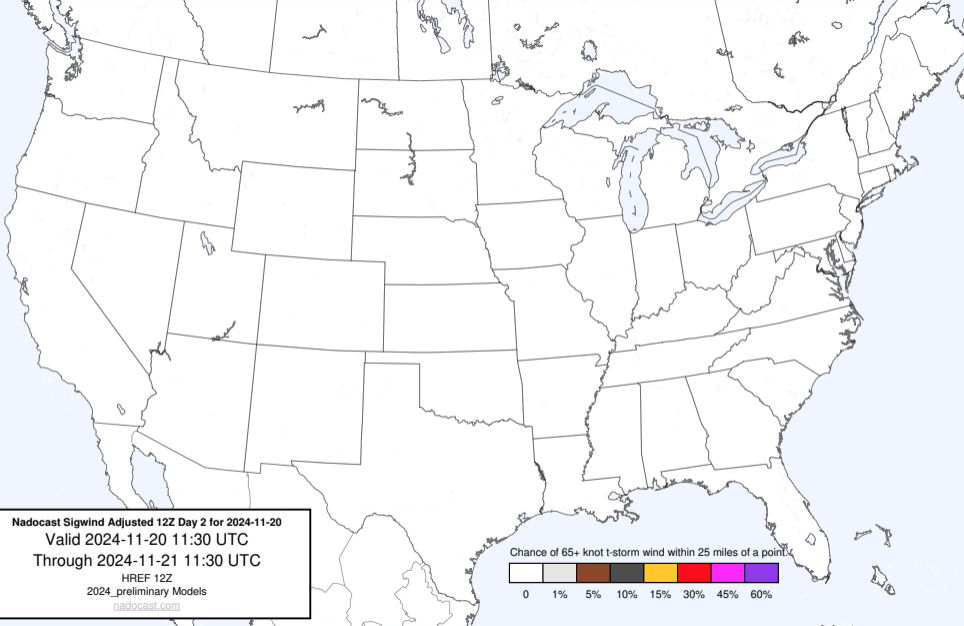 Nadocast Sigwind Adjusted 12Z Day 2 for 2024-11-20
Valid 2024-11-20 11:30 UTC
Through 2024-11-21 11:30 UTC
HREF 12Z
2024_preliminary Models
nadocast.com
Chance of 65+ knot t-storm wind within 25 miles of a point.
0 1% 5% 10% 15% 30% 45% 60%